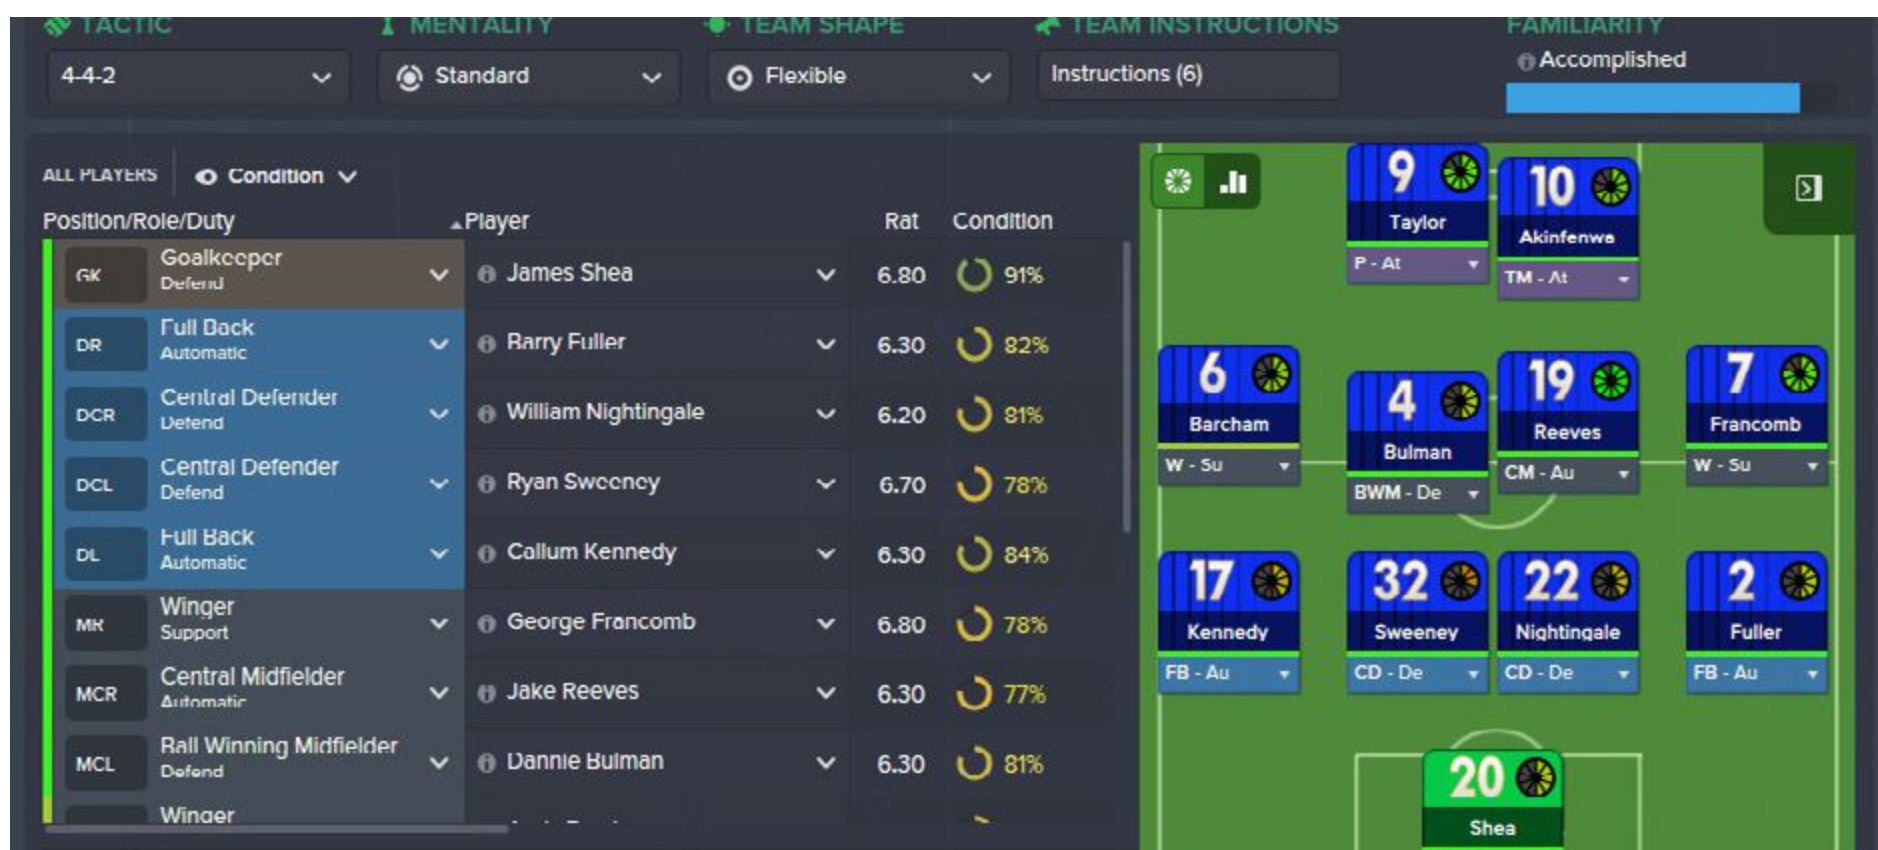 TACTIC MENTALITY TEAM SHAPE TEAM INSTRUCTIONS FAMILIARITY
4-4-2 Standard Flexible Instructions (6) Accomplished
ALL PLAYERS Condition
Position/Role/Duty Player Rat Condition
GK Goalkeeper Defend James Shea 6.80 91%
DR Full Back Automatic Barry Fuller 6.30 82%
DCR Central Defender Defend William Nightingale 6.20 81%
DCL Central Defender Defend Ryan Sweeney 6.70 78%
DL Full Back Automatic Callum Kennedy 6.30 84%
MR Winger Support George Francomb 6.80 78%
MCR Central Midfielder Automatic Jake Reeves 6.30 77%
MCL Ball Winning Midfielder Defend Dannie Bulman 6.30 81%
Winger
9 10
Taylor Akinfenwa
P - At TM - At
6 4 19 7
Barcham Bulman Reeves Francomb
W - Su BWM - De CM - Au W - Su
17 32 22 2
Kennedy Sweeney Nightingale Fuller
FB - Au CD - De CD - De FB - Au
20
Shea